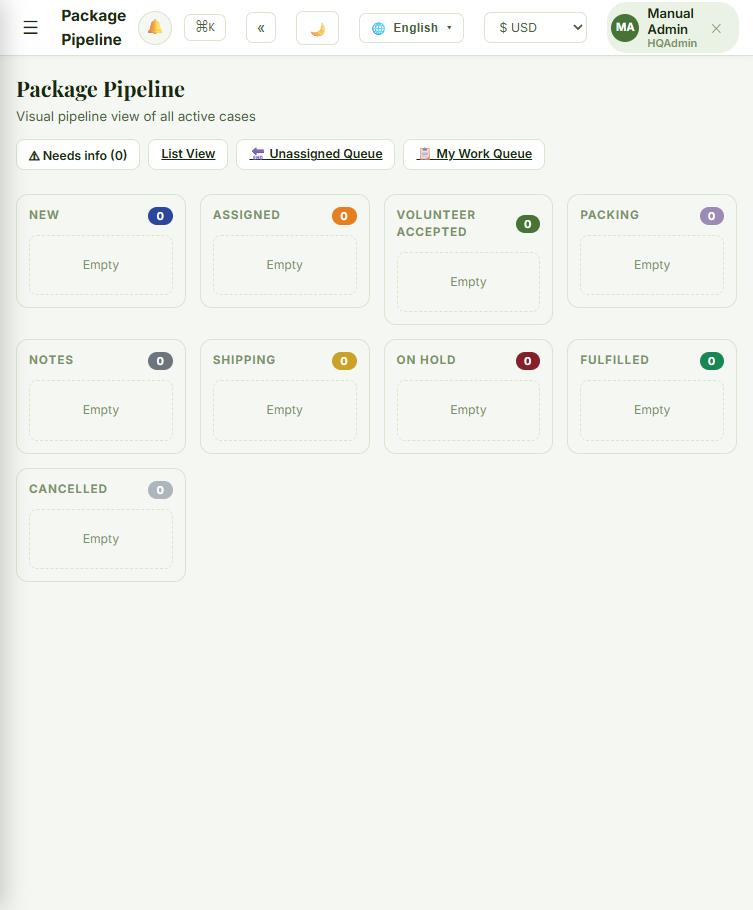 ☰ Package Pipeline 🔔 ⌘K « 🌙 🌐 English ▾ $ USD MA Manual Admin HQAdmin ×
Package Pipeline
Visual pipeline view of all active cases
⚠ Needs info (0) List View 🔙 Unassigned Queue 📋 My Work Queue
NEW 0
Empty
ASSIGNED 0
Empty
VOLUNTEER
ACCEPTED 0
Empty
PACKING 0
Empty
NOTES 0
Empty
SHIPPING 0
Empty
ON HOLD 0
Empty
FULFILLED 0
Empty
CANCELLED 0
Empty